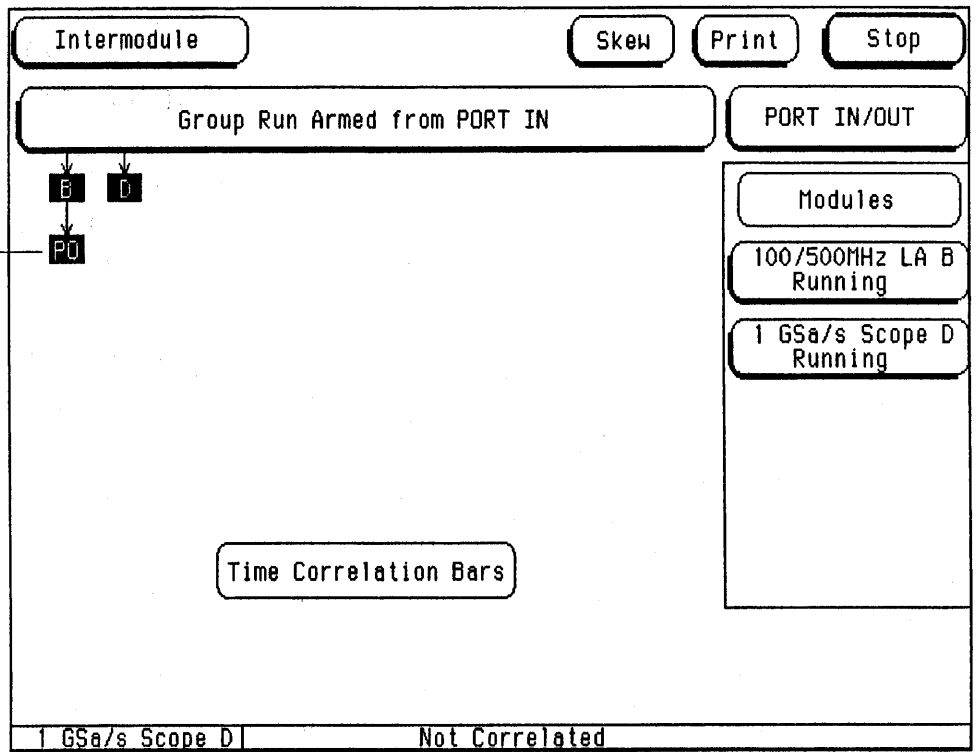 Intermodule Skew Print Stop
Group Run Armed from PORT IN PORT IN/OUT
B D
PO
Modules
100/500MHz LA B
Running
1 GSa/s Scope D
Running
Time Correlation Bars
1 GSa/s Scope D Not Correlated